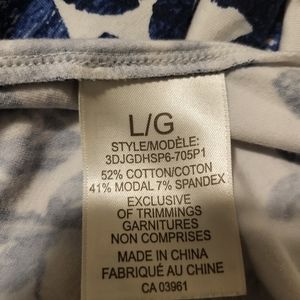 L/G
STYLE/MODÈLE:
3DJGDHSP6-705P1
52% COTTON/COTON
41% MODAL 7% SPANDEX
EXCLUSIVE
OF TRIMMINGS
GARNITURES
NON COMPRISES
MADE IN CHINA
FABRIQUÉ AU CHINE
CA 03961